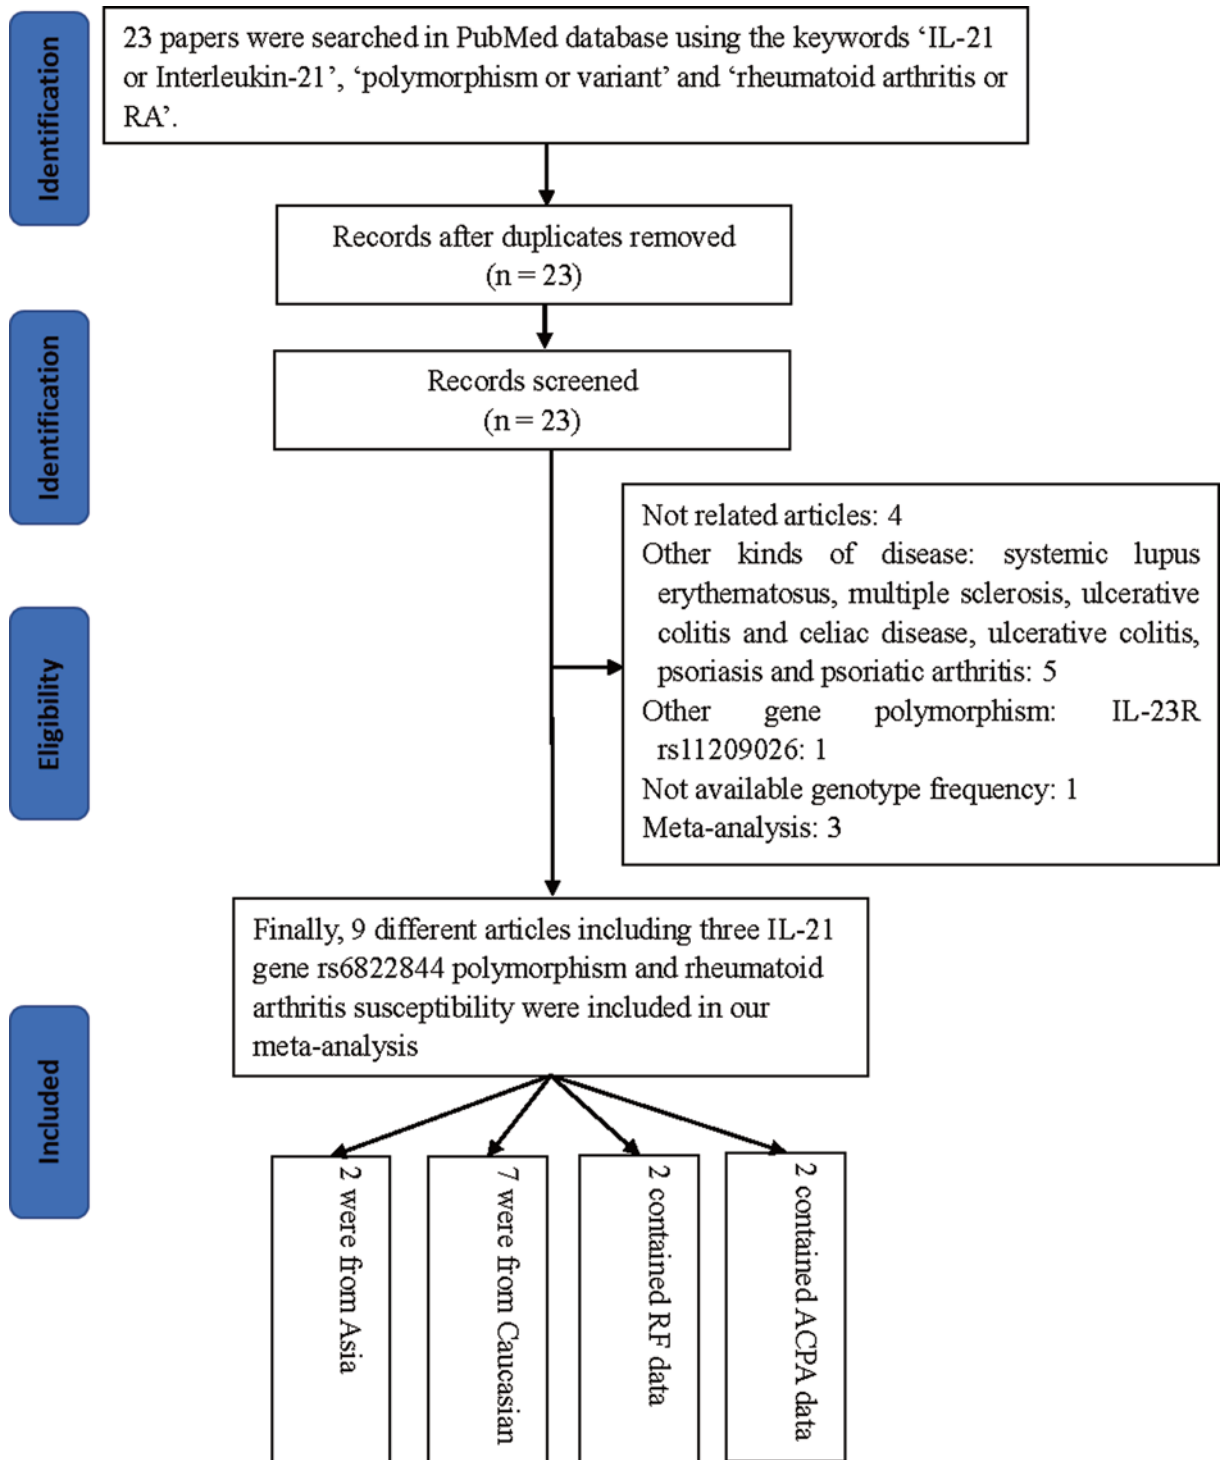 Identification
23 papers were searched in PubMed database using the keywords ‘IL-21
or Interleukin-21’, ‘polymorphism or variant’ and ‘rheumatoid arthritis or
RA’.
Records after duplicates removed
(n = 23)
Identification
Records screened
(n = 23)
Eligibility
Not related articles: 4
Other kinds of disease: systemic lupus
erythematosus, multiple sclerosis, ulcerative
colitis and celiac disease, ulcerative colitis,
psoriasis and psoriatic arthritis: 5
Other gene polymorphism: IL-23R
rs11209026: 1
Not available genotype frequency: 1
Meta-analysis: 3
Included
Finally, 9 different articles including three IL-21
gene rs6822844 polymorphism and rheumatoid
arthritis susceptibility were included in our
meta-analysis
2 were from Asia
7 were from Caucasian
2 contained RF data
2 contained ACPA data